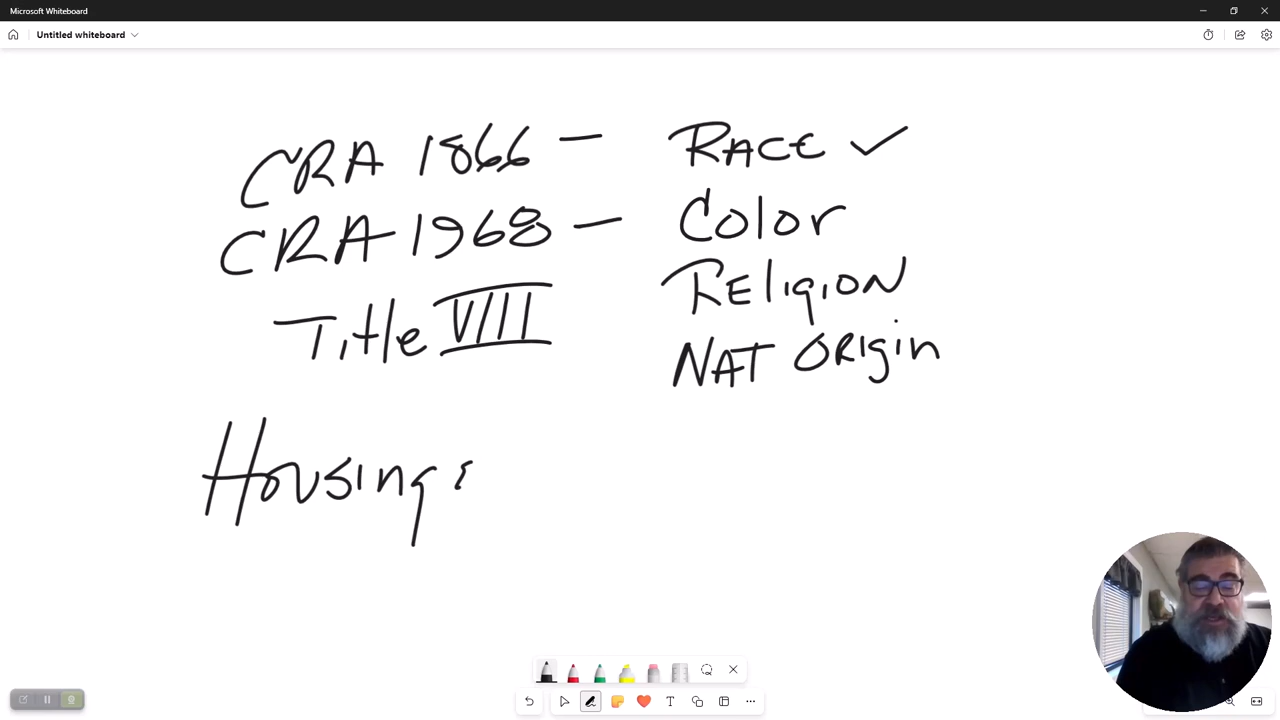 Microsoft Whiteboard
Untitled whiteboard
CRA 1866 — RACE ✓
CRA 1968 — Color
Title VIII RELIGION
NAT ORIGIN
Housing
T